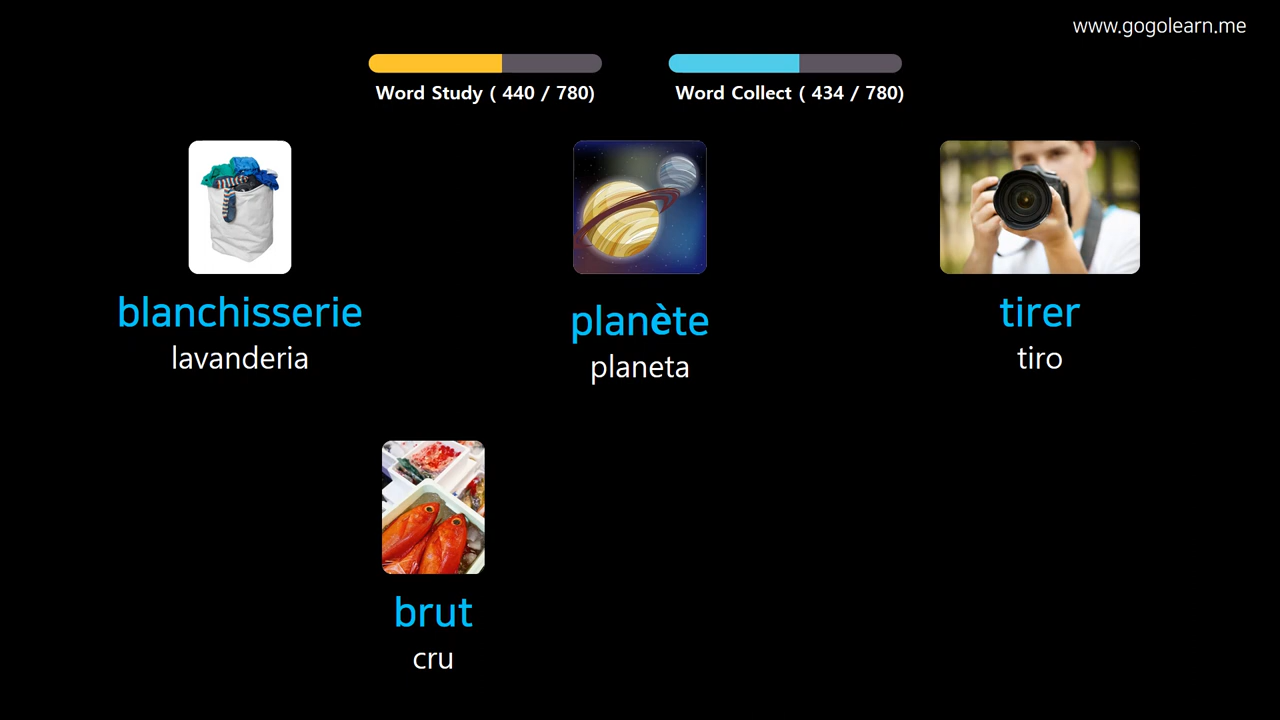 www.gogolearn.me
Word Study ( 440 / 780)
Word Collect ( 434 / 780)
blanchisserie
lavanderia
planète
planeta
tirer
tiro
brut
cru